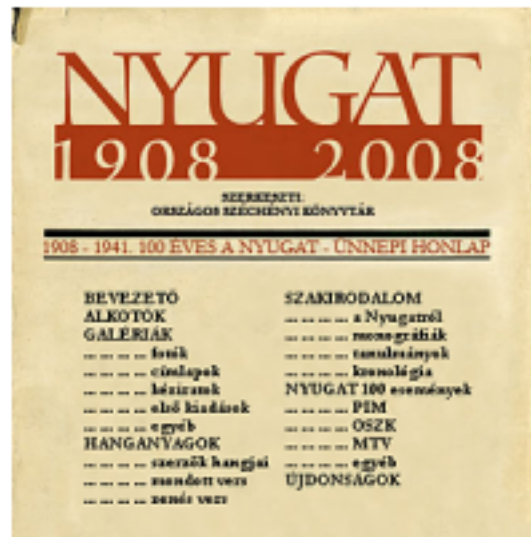 NYUGAT
1908 2008
SZERKESZTI:
ORSZÁGOS SZÉCHÉNYI KÖNYVTÁR
1908 - 1941. 100 ÉVES A NYUGAT - ÜNNEPI HONLAP
BEVEZETŐ
ALKOTÓK
GALÉRIÁK
... ... ... ... fotók
... ... ... ... címlapok
... ... ... ... kéziratok
... ... ... ... első kiadások
... ... ... ... egyéb
HANGANYAGOK
... ... ... ... szerzők hangjai
... ... ... ... mondott vers
... ... ... ... zenés vers
SZAKIRODALOM
... ... ... ... a Nyugatról
... ... ... ... monográfiák
... ... ... ... tanulmányok
... ... ... ... kronológia
NYUGAT 100 események
... ... ... ... PIM
... ... ... ... OSZK
... ... ... ... MTV
... ... ... ... egyéb
ÚJDONSÁGOK